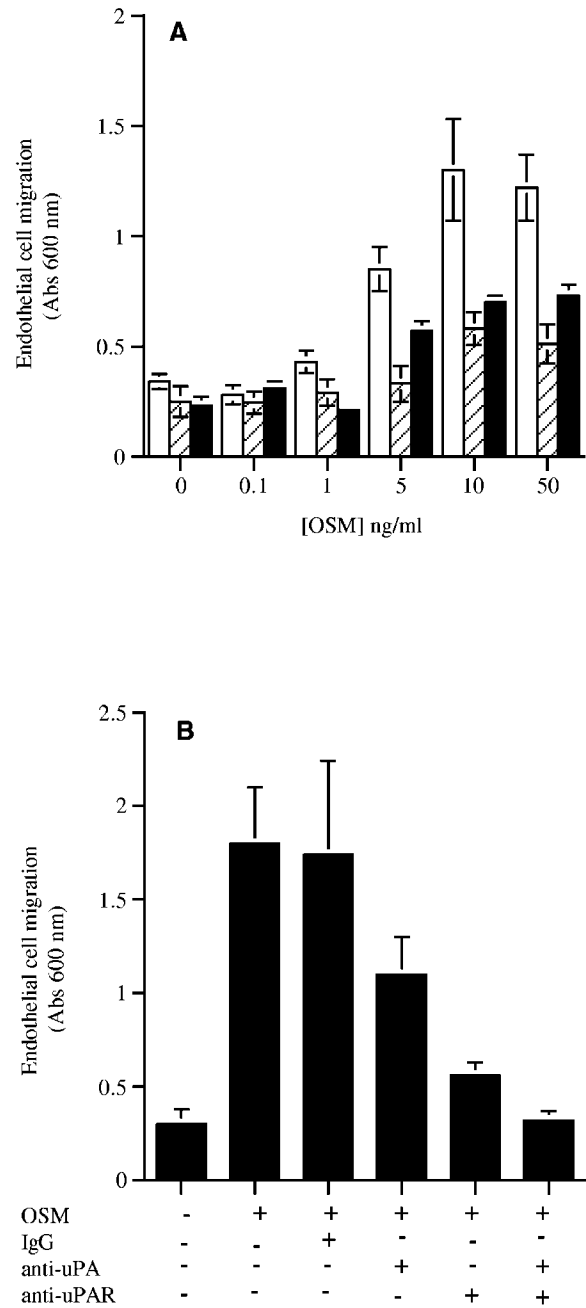 A
2
1.5
1
0.5
0
Endothelial cell migration
(Abs 600 nm)
0 0.1 1 5 10 50
[OSM] ng/ml
B
2.5
2
1.5
1
0.5
0
Endothelial cell migration
(Abs 600 nm)
OSM - + + + + +
IgG - - + - - -
anti-uPA - - - + - +
anti-uPAR - - - - + +